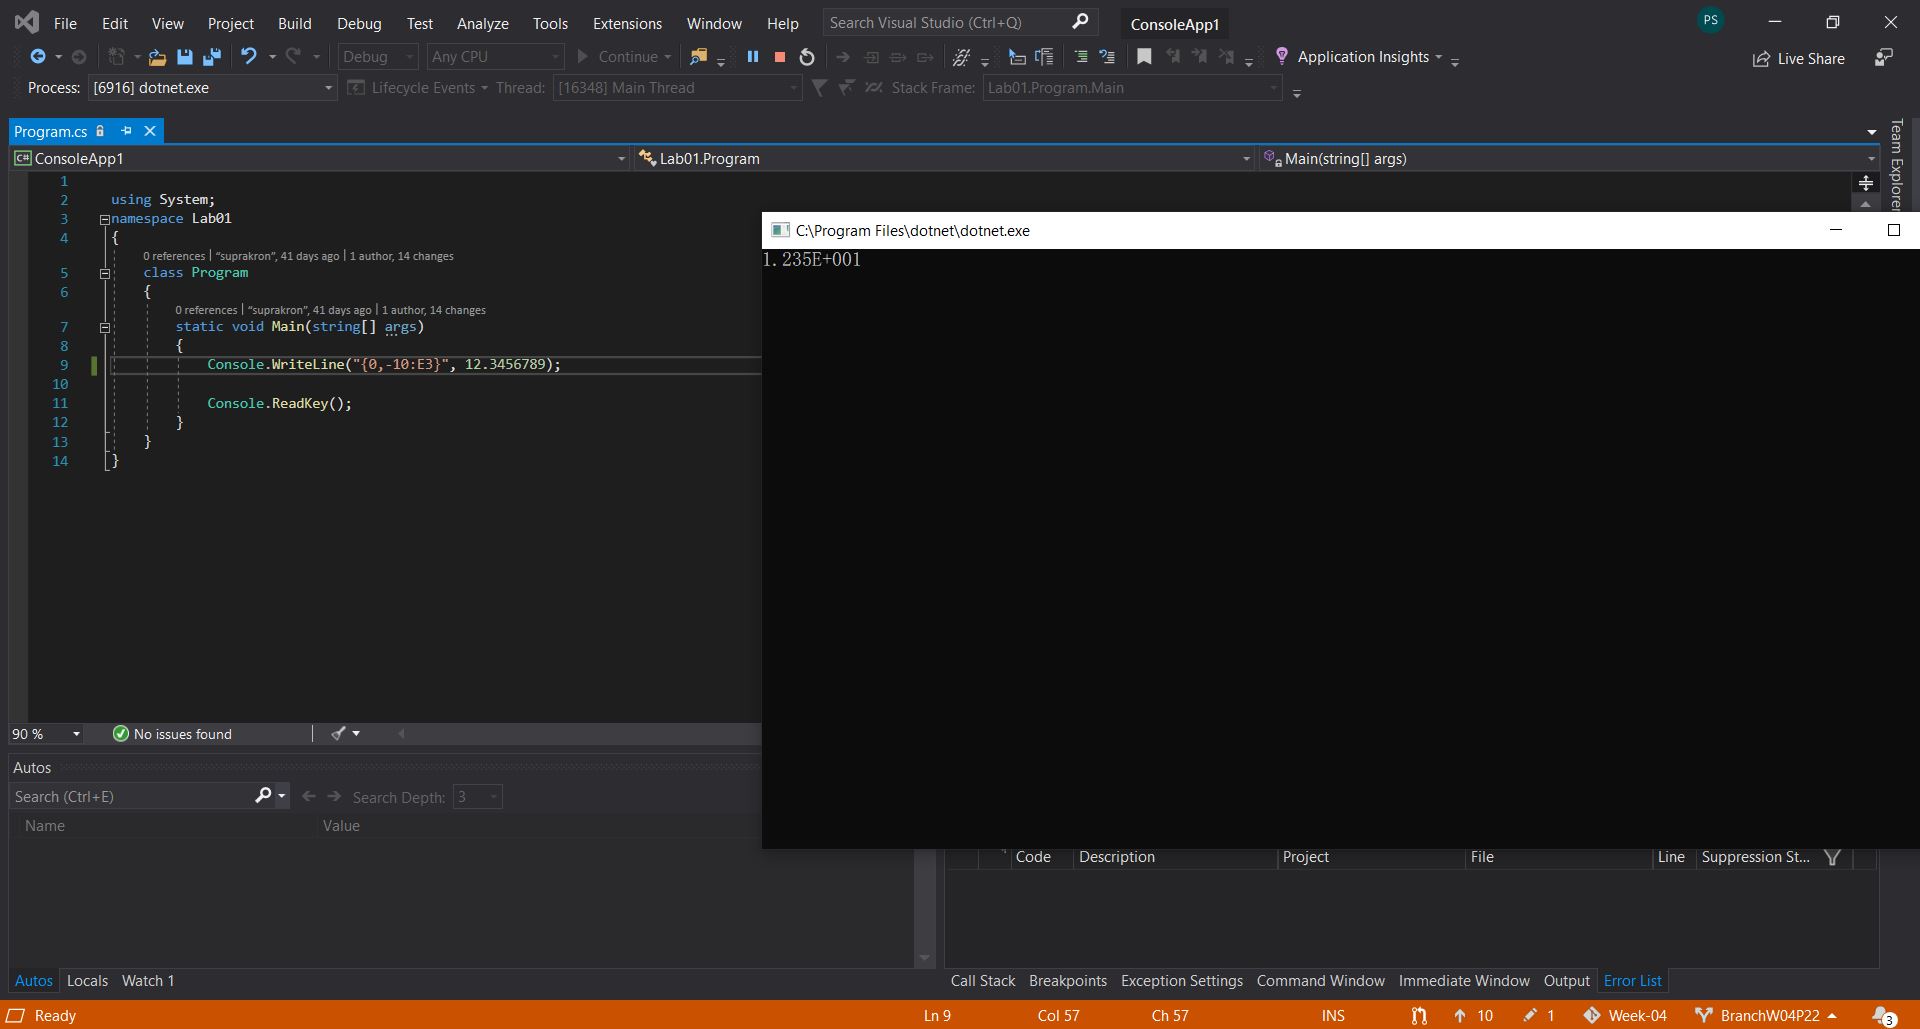 File Edit View Project Build Debug Test Analyze Tools Extensions Window Help Search Visual Studio (Ctrl+Q) ConsoleApp1 PS
Debug Any CPU Continue Application Insights Live Share
Process: [6916] dotnet.exe Lifecycle Events Thread: [16348] Main Thread Stack Frame: Lab01.Program.Main
Program.cs
Team Explorer
C# ConsoleApp1 Lab01.Program Main(string[] args)
1
2 using System;
3 namespace Lab01
4 {
0 references | “suprakron”, 41 days ago | 1 author, 14 changes
5 class Program
6 {
0 references | “suprakron”, 41 days ago | 1 author, 14 changes
7 static void Main(string[] args)
8 {
9 Console.WriteLine("{0,-10:E3}", 12.3456789);
10
11 Console.ReadKey();
12 }
13 }
14 }
C:\Program Files\dotnet\dotnet.exe
1.235E+001
90 % No issues found
Autos
Search (Ctrl+E) Search Depth: 3
Name Value
Code Description Project File Line Suppression St...
Autos Locals Watch 1
Call Stack Breakpoints Exception Settings Command Window Immediate Window Output Error List
Ready Ln 9 Col 57 Ch 57 INS 10 1 Week-04 BranchW04P22 3